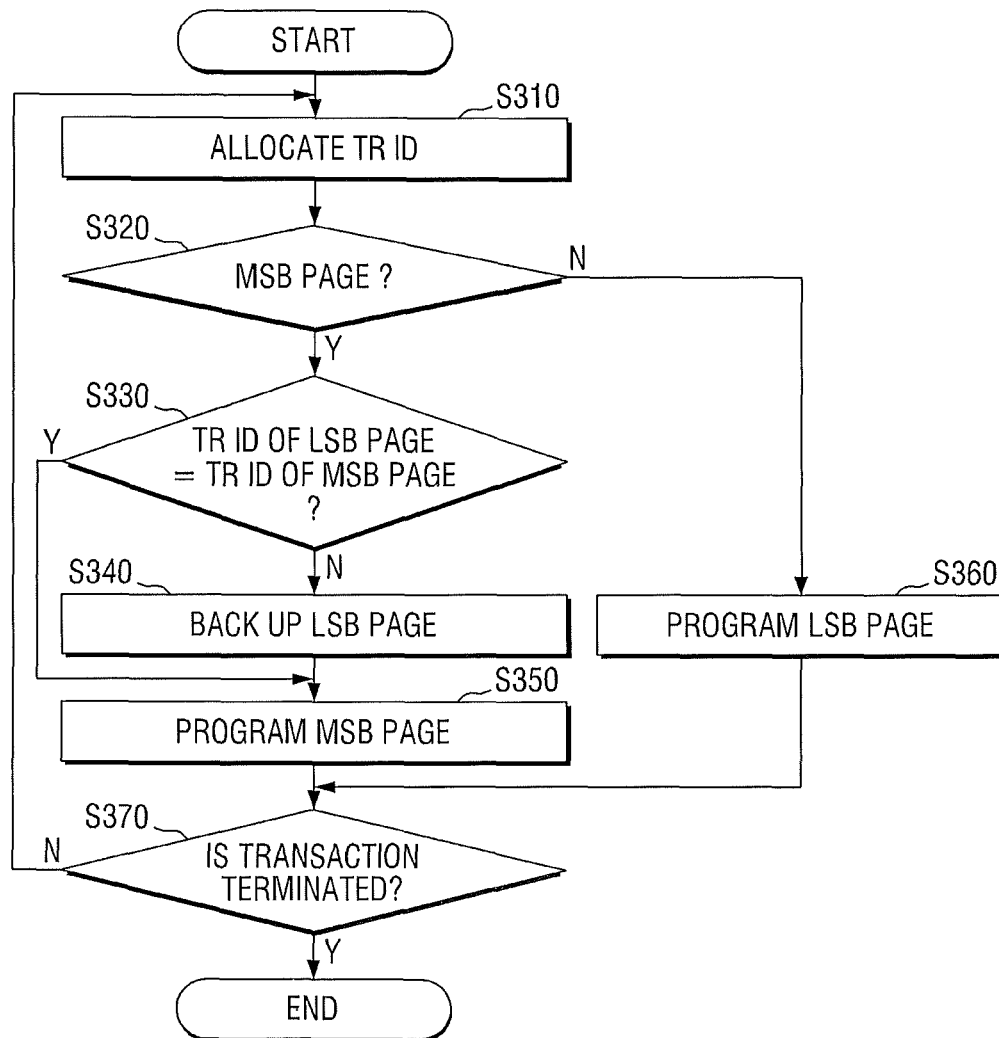 START
S310
ALLOCATE TR ID
S320
MSB PAGE ?
N
Y
S330
Y
TR ID OF LSB PAGE
= TR ID OF MSB PAGE
?
N
S340
BACK UP LSB PAGE
S360
PROGRAM LSB PAGE
S350
PROGRAM MSB PAGE
S370
N
IS TRANSACTION
TERMINATED?
Y
END